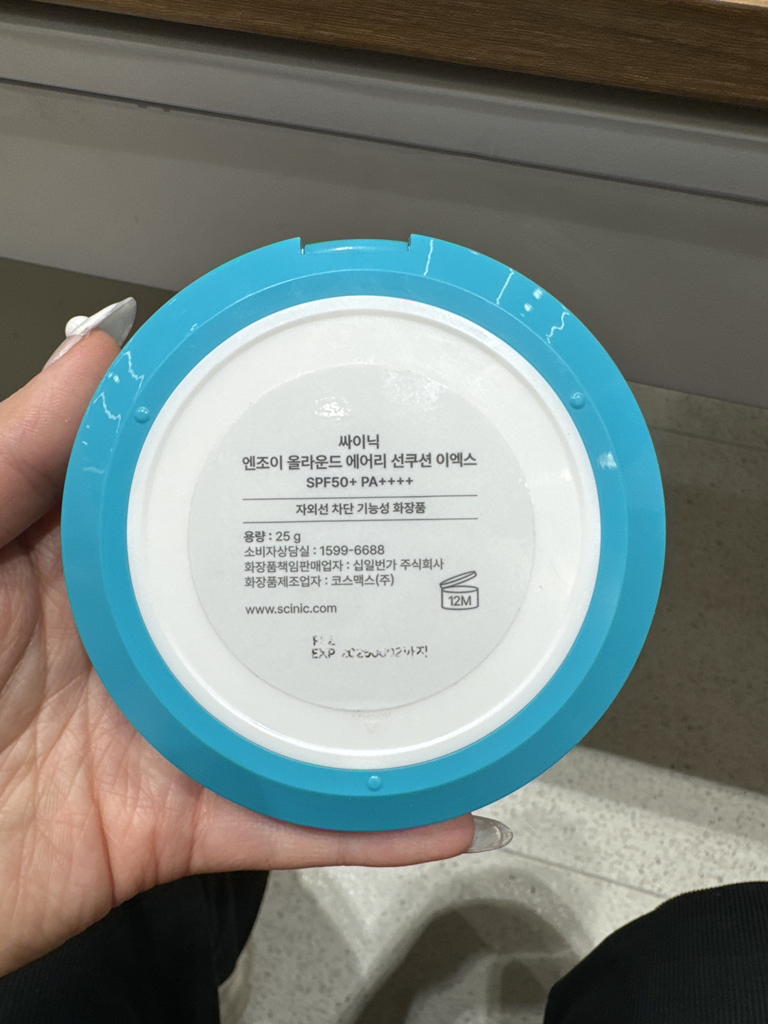 싸이닉
엔조이 올라운드 에어리 선쿠션 이엑스
SPF50+ PA++++
자외선 차단 기능성 화장품
용량 : 25 g
소비자상담실 : 1599-6688
화장품책임판매업자 : 십일번가 주식회사
화장품제조업자 : 코스맥스(주)
12M
www.scinic.com
EXP